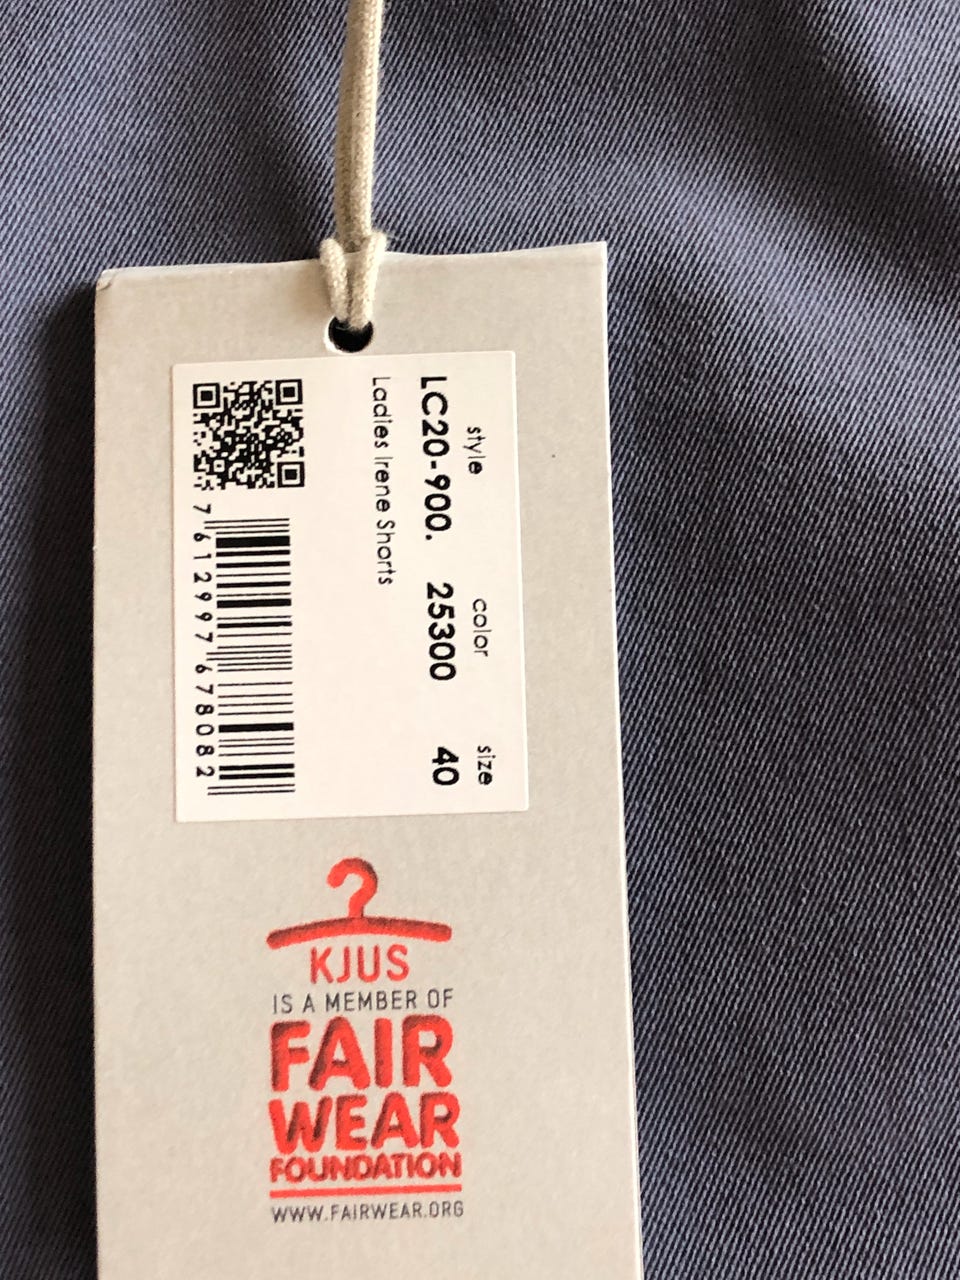 style color size
LC20-900. 25300 40
Ladies Irene Shorts
7 612997 678082
KJUS
IS A MEMBER OF
FAIR
WEAR
FOUNDATION
WWW.FAIRWEAR.ORG